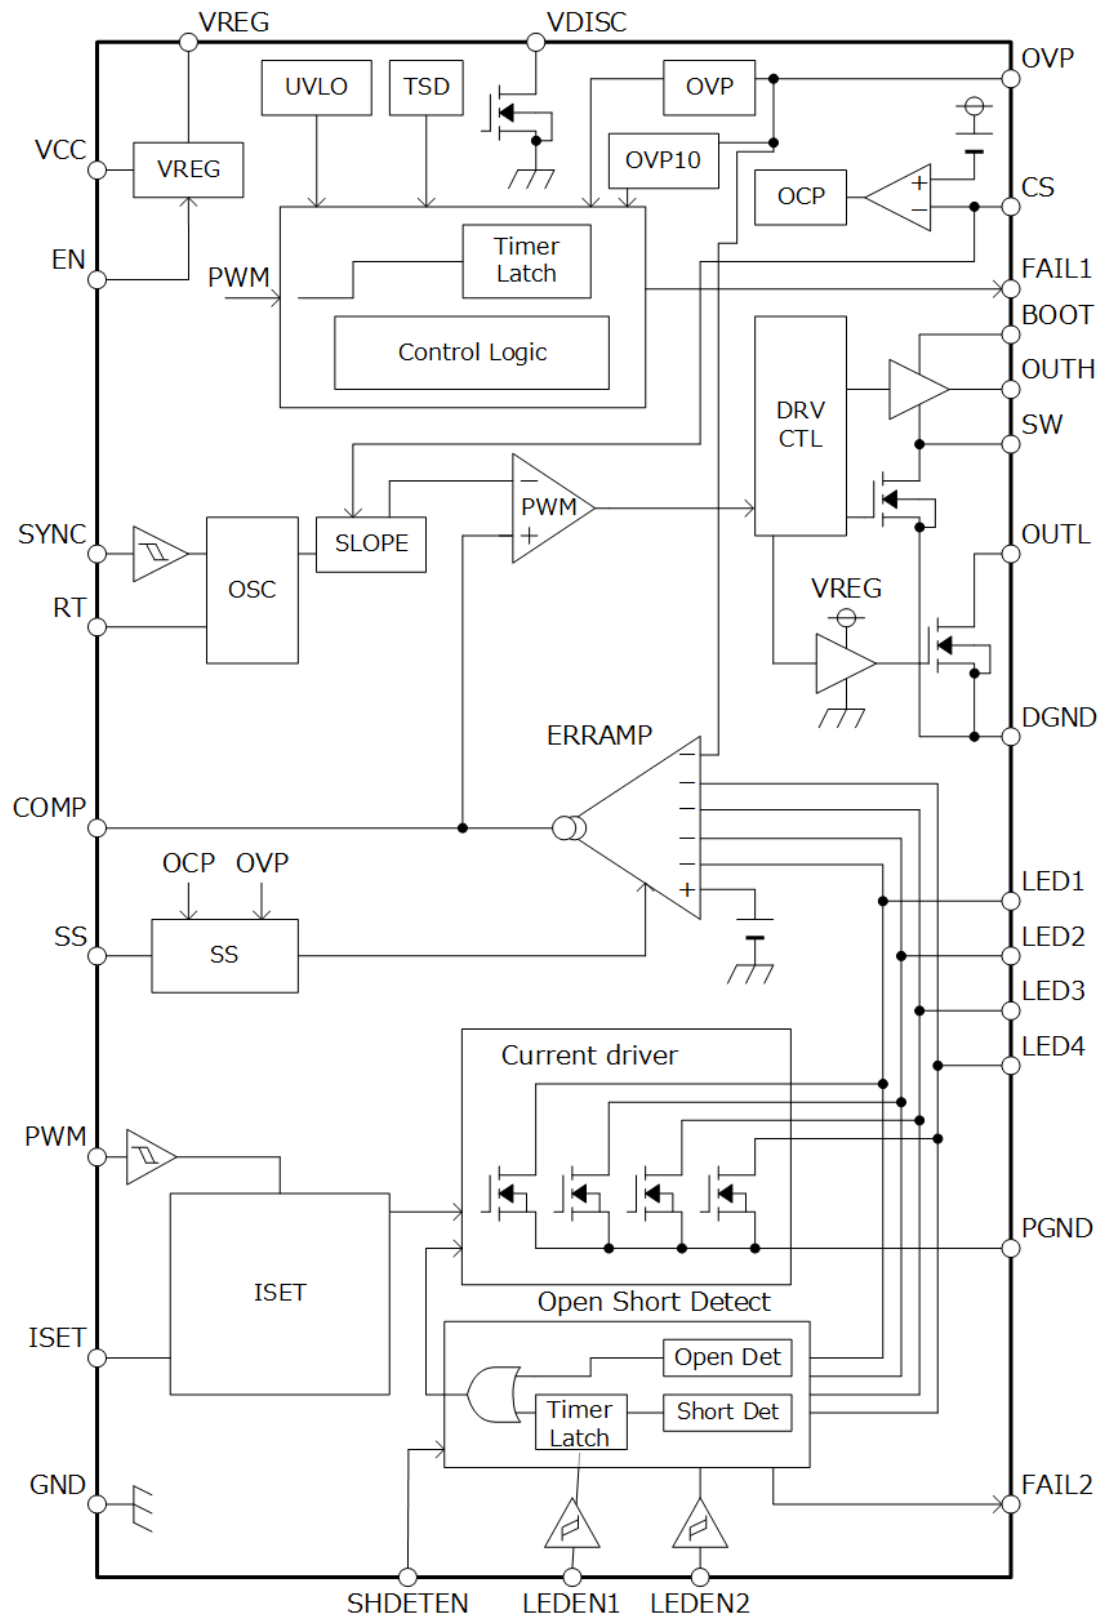 VREG
VDISC
OVP
UVLO
TSD
OVP
VCC
VREG
OVP10
OCP
+
−
CS
EN
PWM
Timer
Latch
FAIL1
BOOT
Control Logic
OUTH
DRV
CTL
SW
−
PWM
+
SYNC
SLOPE
OUTL
OSC
RT
VREG
DGND
ERRAMP
−
−
−
−
−
+
COMP
OCP
OVP
LED1
SS
SS
LED2
LED3
LED4
Current driver
PWM
PGND
ISET
Open Short Detect
ISET
Open Det
Timer
Latch
Short Det
GND
FAIL2
SHDETEN
LEDEN1
LEDEN2